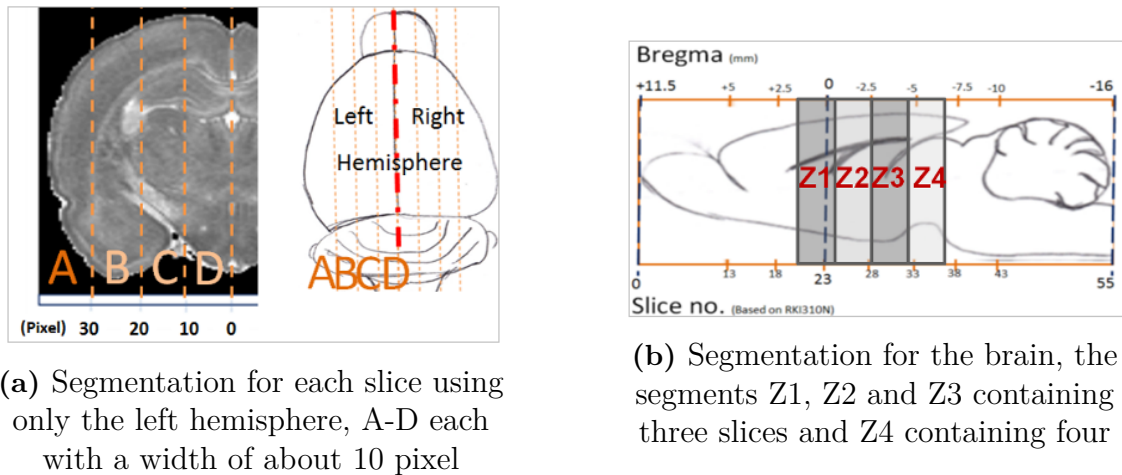 Left Right
Hemisphere
A B C D
ABCD
(Pixel) 30 20 10 0
(a) Segmentation for each slice using
only the left hemisphere, A-D each
with a width of about 10 pixel
Bregma (mm)
+11.5 +5 +2.5 0 -2.5 -5 -7.5 -10 -16
Z1 Z2 Z3 Z4
0 13 18 23 28 33 38 43 55
Slice no. (Based on RKI310N)
(b) Segmentation for the brain, the
segments Z1, Z2 and Z3 containing
three slices and Z4 containing four